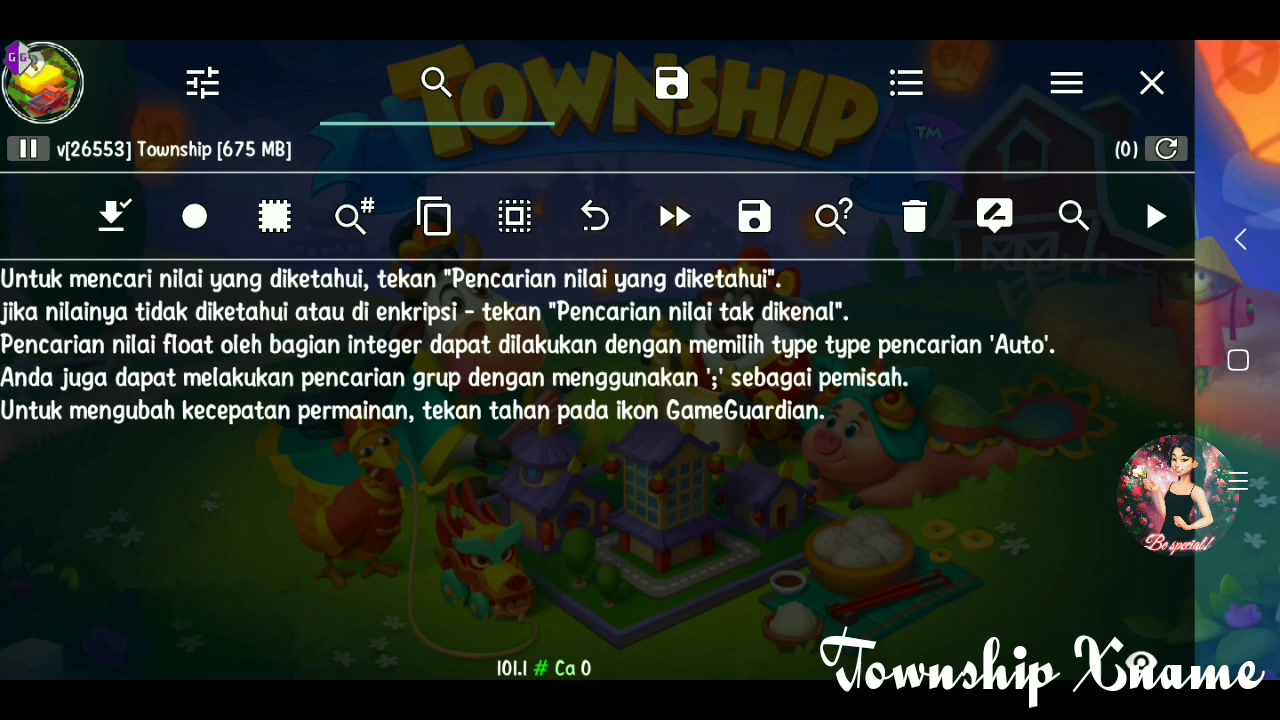 TOWNSHIP
TM
v[26553] Township [675 MB]
(0)
Untuk mencari nilai yang diketahui, tekan "Pencarian nilai yang diketahui".
jika nilainya tidak diketahui atau di enkripsi - tekan "Pencarian nilai tak dikenal".
Pencarian nilai float oleh bagian integer dapat dilakukan dengan memilih type type pencarian 'Auto'.
Anda juga dapat melakukan pencarian grup dengan menggunakan ';' sebagai pemisah.
Untuk mengubah kecepatan permainan, tekan tahan pada ikon GameGuardian.
Be special!
101.1 # Ca 0
Township Xname